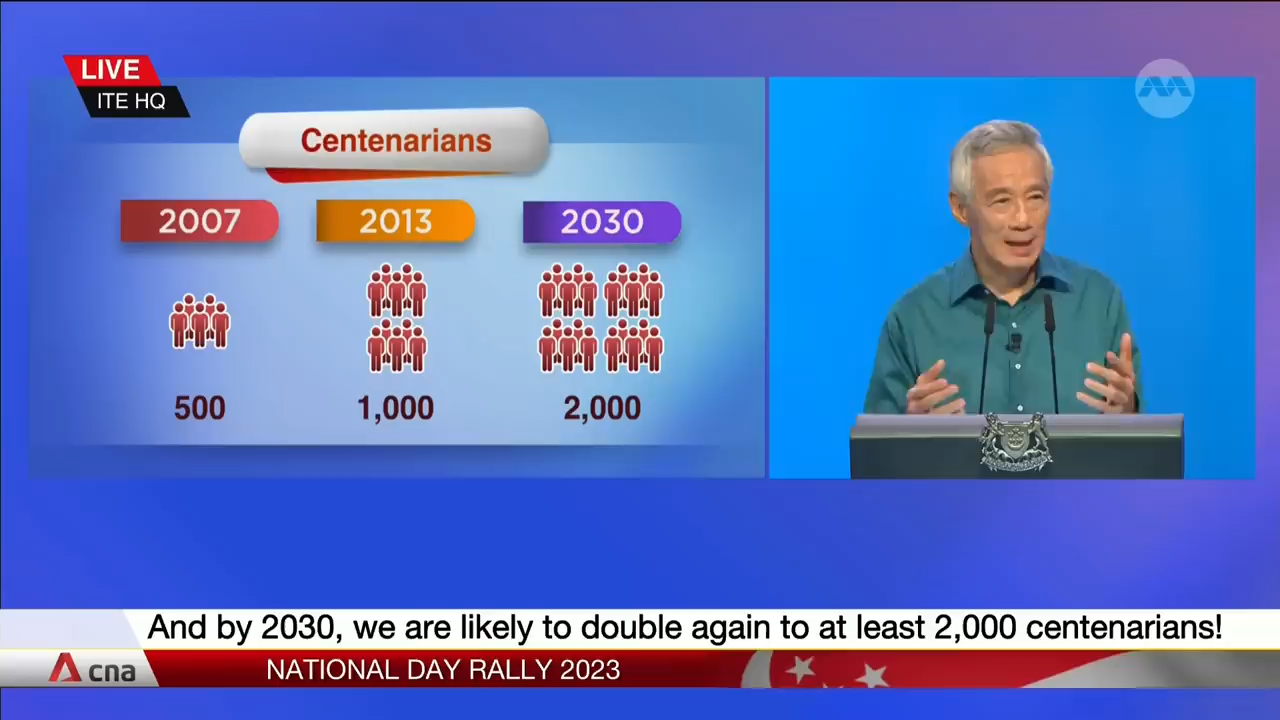 LIVE
ITE HQ
Centenarians
2007
2013
2030
500
1,000
2,000
And by 2030, we are likely to double again to at least 2,000 centenarians!
cna
NATIONAL DAY RALLY 2023